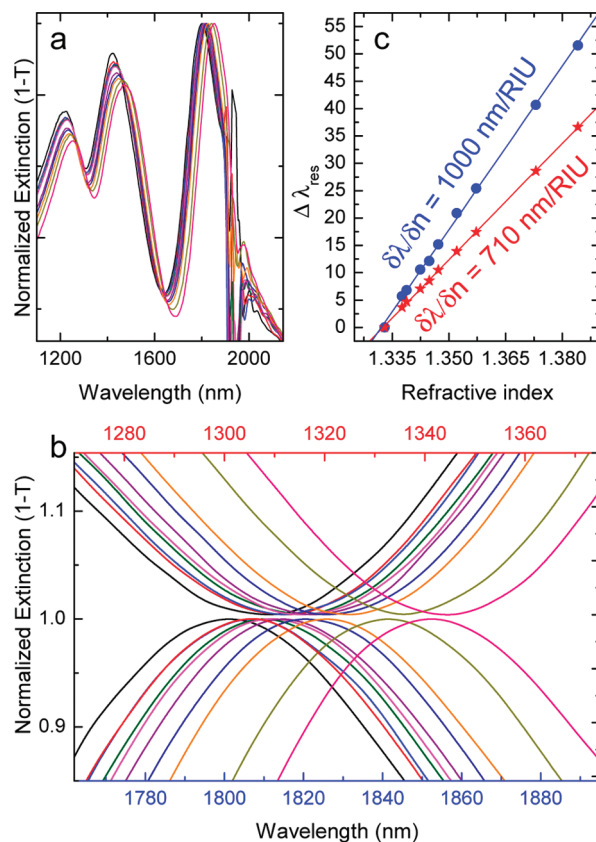 a
Normalized Extinction (1-T)
1200 1600 2000
Wavelength (nm)
c
Δ λres
55
50
45
40
35
30
25
20
15
10
5
0
δλ/δn = 1000 nm/RIU
δλ/δn = 710 nm/RIU
1.335 1.350 1.365 1.380
Refractive index
b
1280 1300 1320 1340 1360
Normalized Extinction (1-T)
1.1
1.0
0.9
1780 1800 1820 1840 1860 1880
Wavelength (nm)